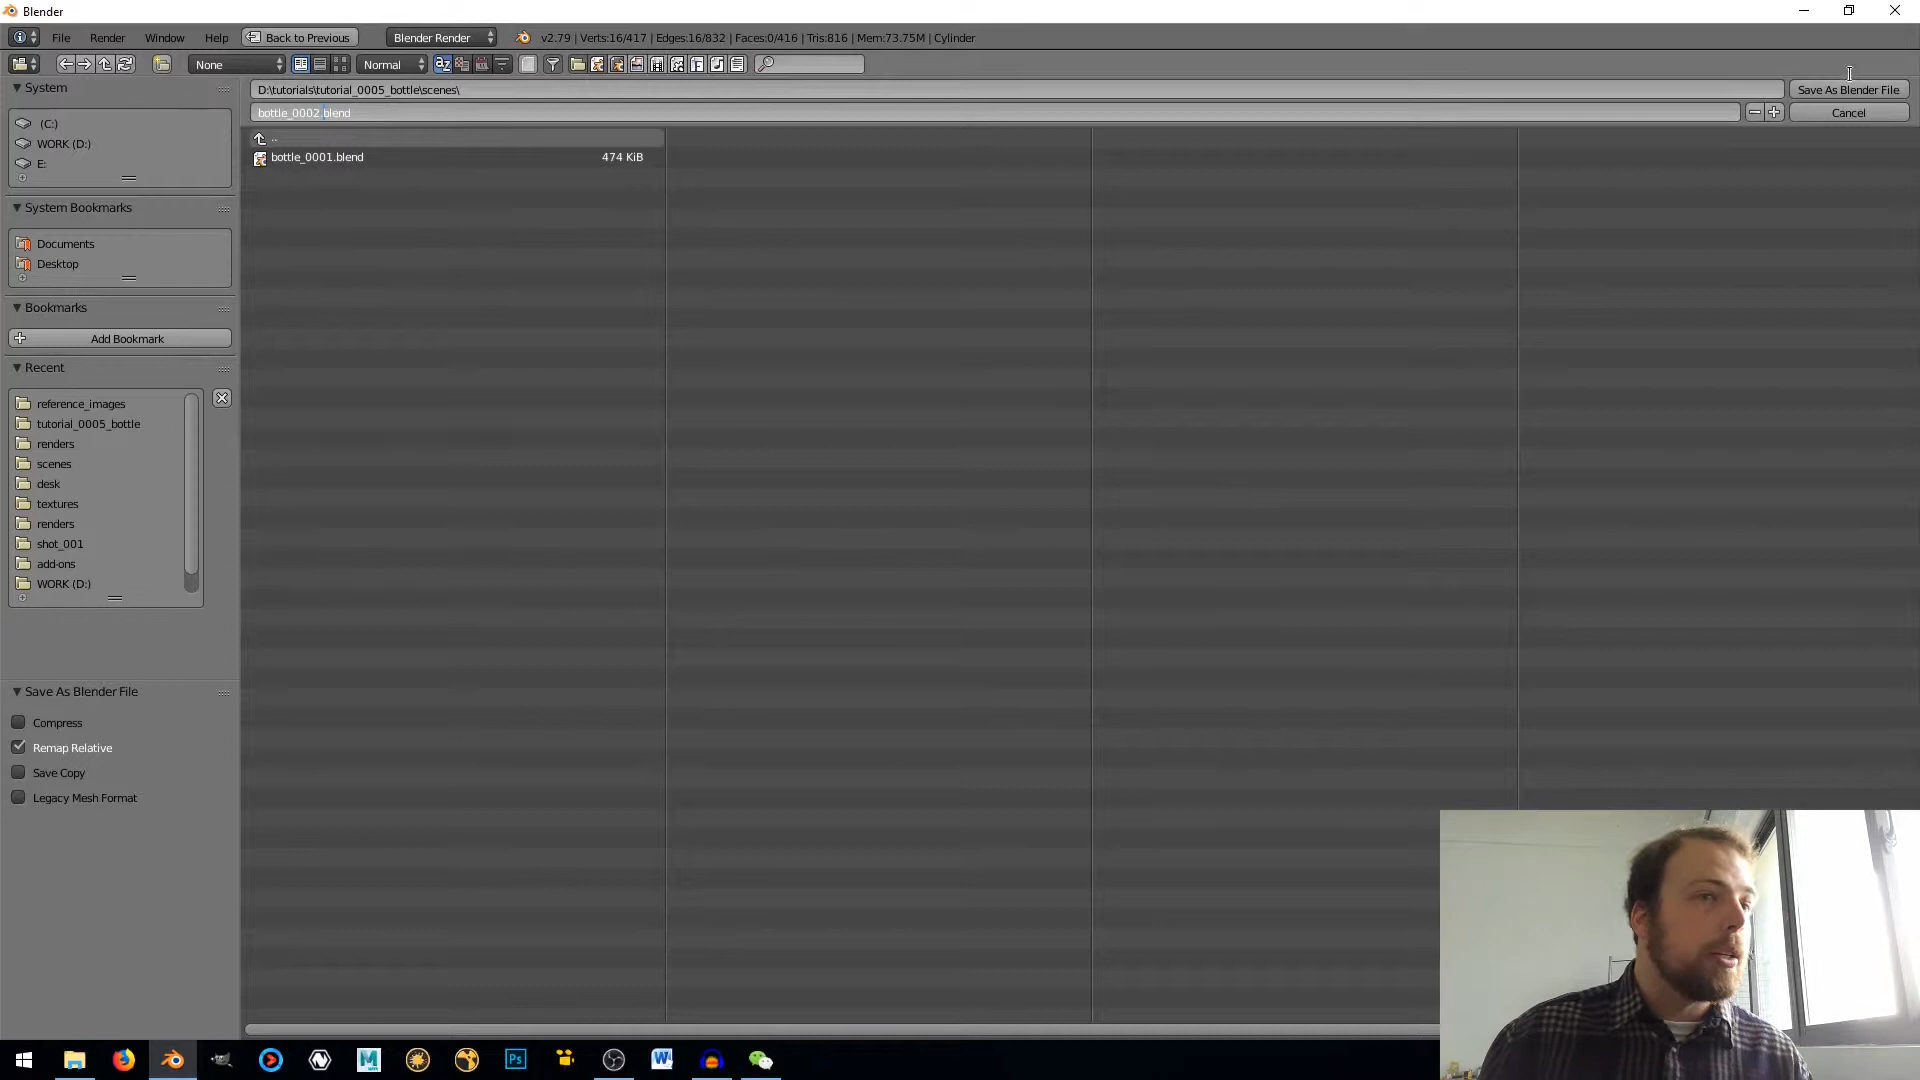 Blender
File Render Window Help Back to Previous Blender Render v2.79 | Verts:16/417 | Edges:16/832 | Faces:0/416 | Tris:816 | Mem:73.75M | Cylinder
None Normal
System
(C:)
WORK (D:)
E:
System Bookmarks
Documents
Desktop
Bookmarks
Add Bookmark
Recent
reference_images
tutorial_0005_bottle
renders
scenes
desk
textures
renders
shot_001
add-ons
WORK (D:)
Save As Blender File
Compress
Remap Relative
Save Copy
Legacy Mesh Format
D:\tutorials\tutorial_0005_bottle\scenes\
Save As Blender File
bottle_0002.blend
Cancel
..
bottle_0001.blend 474 KiB